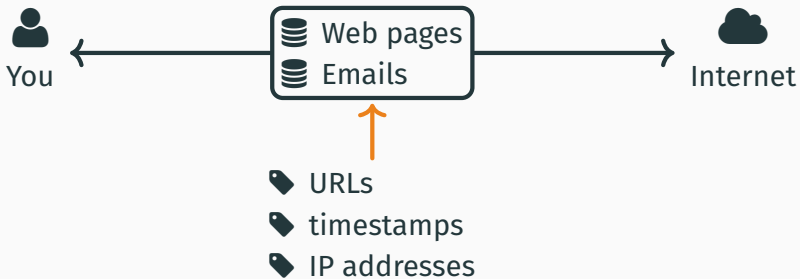 Web pages
Emails
You
Internet
URLs
timestamps
IP addresses